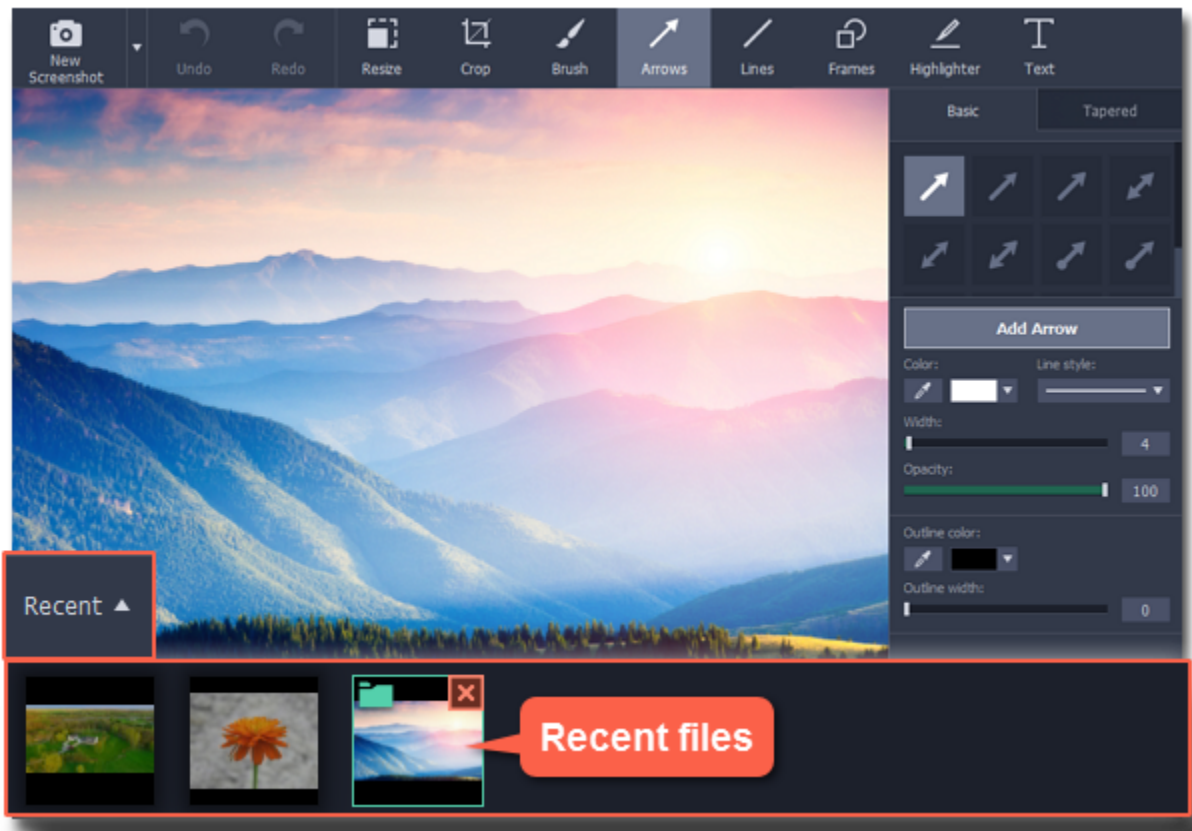 New
Screenshot
Undo
Redo
Resize
Crop
Brush
Arrows
Lines
Frames
Highlighter
Text
Basic
Tapered
Add Arrow
Color:
Line style:
Width:
4
Opacity:
100
Outline color:
Outline width:
0
Recent
Recent files